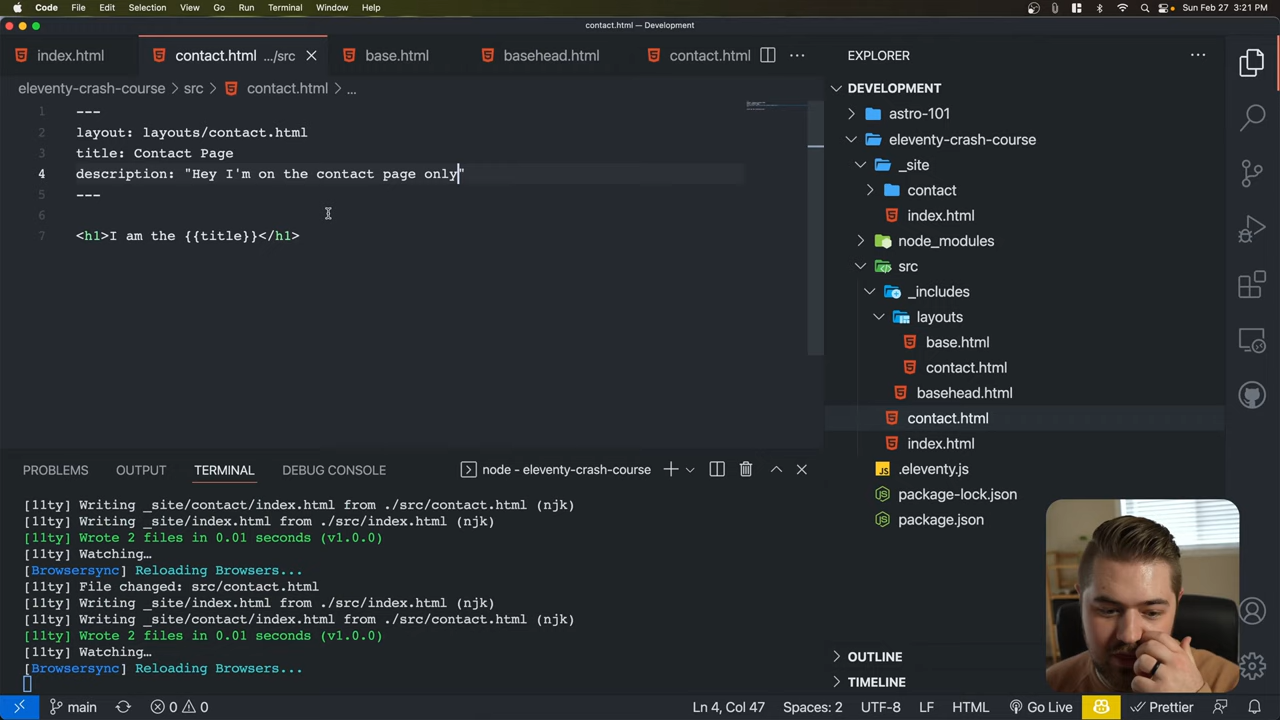 Code File Edit Selection View Go Run Terminal Window Help
Sun Feb 27 3:21 PM
contact.html — Development
index.html
contact.html .../src
base.html
basehead.html
contact.html
eleventy-crash-course > src > contact.html > ...
1 ---
2 layout: layouts/contact.html
3 title: Contact Page
4 description: "Hey I'm on the contact page only"
5 ---
6
7 <h1>I am the {{title}}</h1>
EXPLORER
DEVELOPMENT
astro-101
eleventy-crash-course
_site
contact
index.html
node_modules
src
_includes
layouts
base.html
contact.html
basehead.html
contact.html
index.html
.eleventy.js
package-lock.json
package.json
OUTLINE
TIMELINE
PROBLEMS OUTPUT TERMINAL DEBUG CONSOLE
node - eleventy-crash-course
[11ty] Writing _site/contact/index.html from ./src/contact.html (njk)
[11ty] Writing _site/index.html from ./src/index.html (njk)
[11ty] Wrote 2 files in 0.01 seconds (v1.0.0)
[11ty] Watching…
[Browsersync] Reloading Browsers...
[11ty] File changed: src/contact.html
[11ty] Writing _site/index.html from ./src/index.html (njk)
[11ty] Writing _site/contact/index.html from ./src/contact.html (njk)
[11ty] Wrote 2 files in 0.01 seconds (v1.0.0)
[11ty] Watching…
[Browsersync] Reloading Browsers...
main
0 0
Ln 4, Col 47
Spaces: 2
UTF-8
LF
HTML
Go Live
Prettier